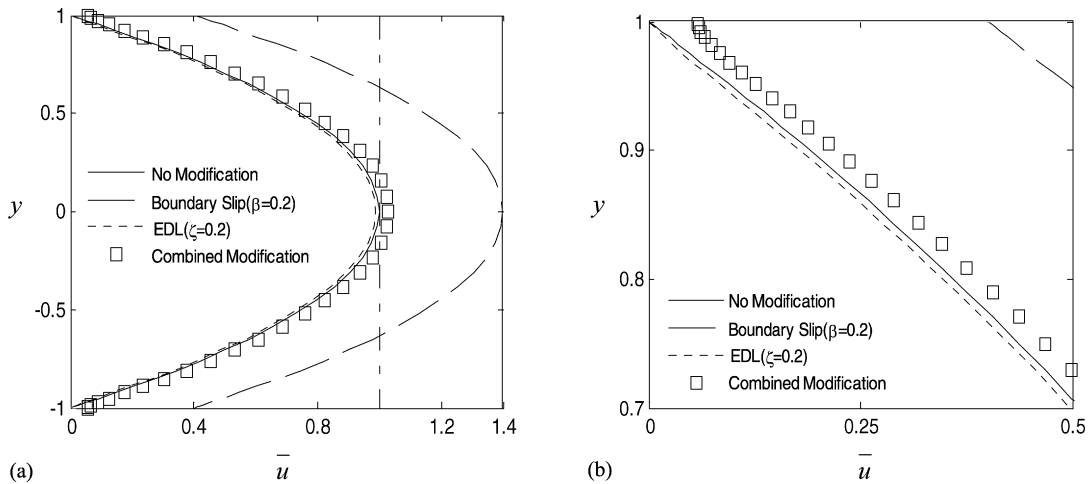 1
0.5
y
0
-0.5
-1
No Modification
Boundary Slip(β=0.2)
EDL(ζ=0.2)
Combined Modification
0
0.4
0.8
1.0
1.4
u̅
(a)
1
0.9
y
0.8
0.7
No Modification
Boundary Slip(β=0.2)
EDL(ζ=0.2)
Combined Modification
0
0.25
0.5
u̅
(b)